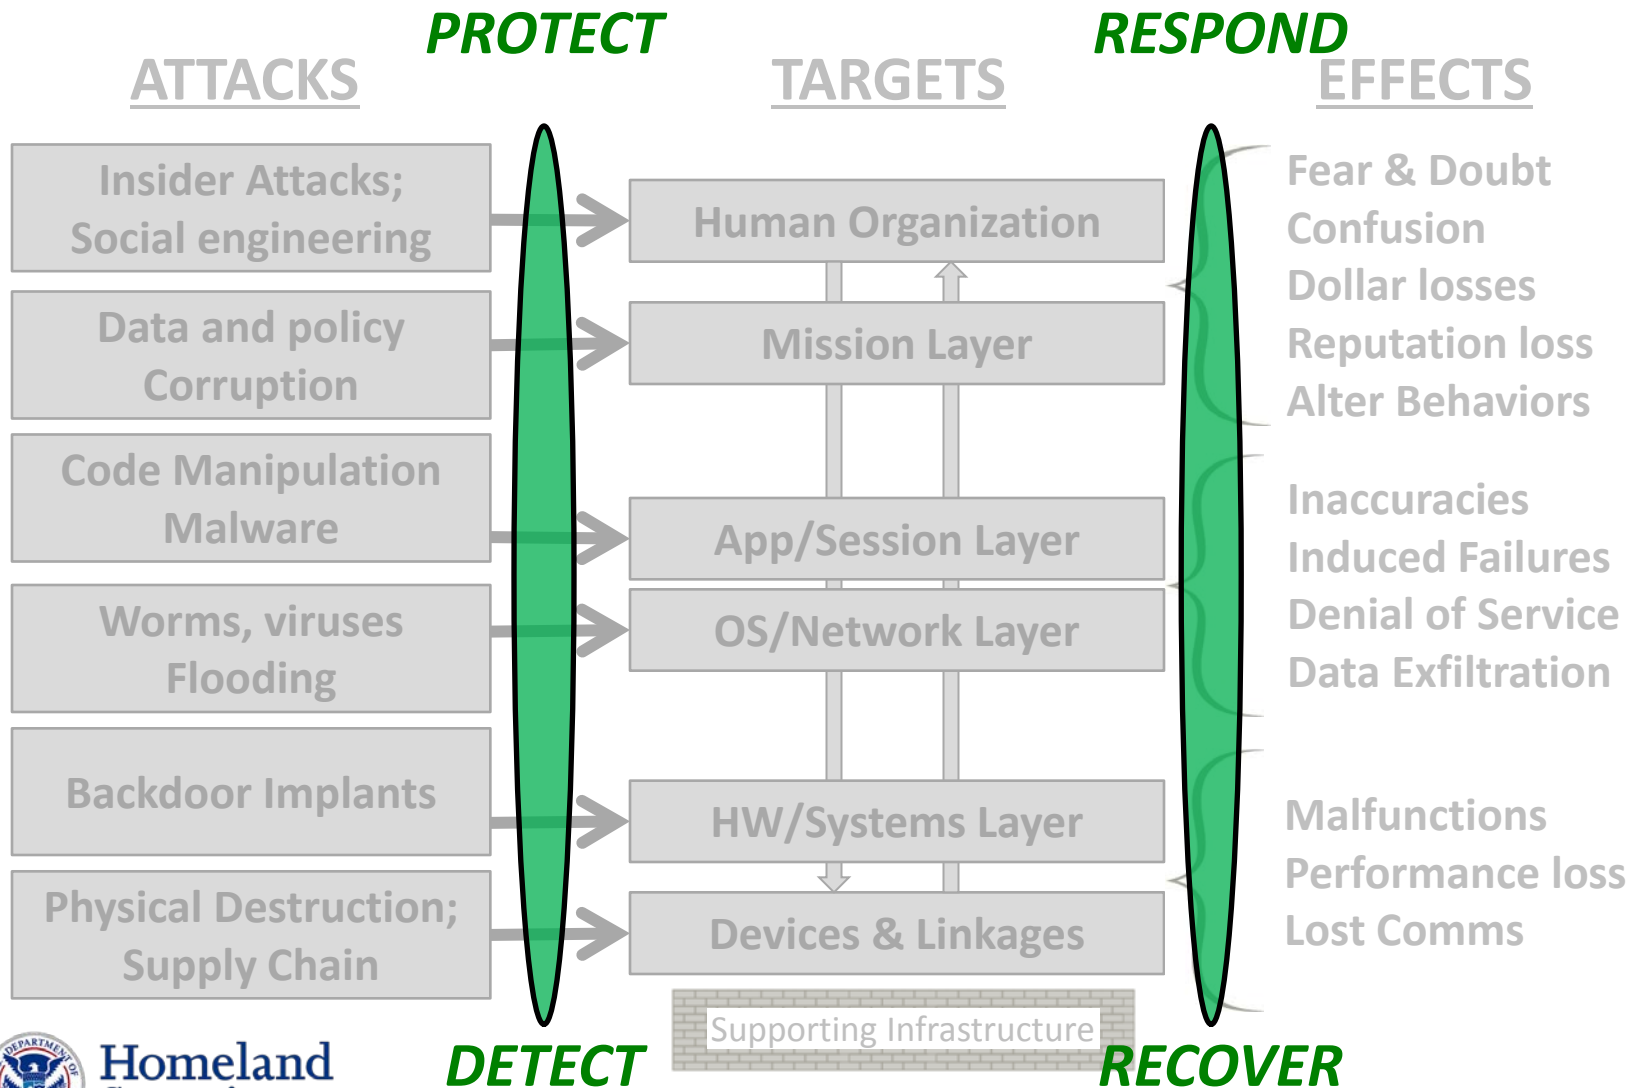 PROTECT
RESPOND
ATTACKS
TARGETS
EFFECTS
Insider Attacks;
Social engineering
Data and policy
Corruption
Code Manipulation
Malware
Worms, viruses
Flooding
Backdoor Implants
Physical Destruction;
Supply Chain
Human Organization
Mission Layer
App/Session Layer
OS/Network Layer
HW/Systems Layer
Devices & Linkages
Supporting Infrastructure
Fear & Doubt
Confusion
Dollar losses
Reputation loss
Alter Behaviors
Inaccuracies
Induced Failures
Denial of Service
Data Exfiltration
Malfunctions
Performance loss
Lost Comms
DEPARTMENT OF
Homeland
DETECT
RECOVER